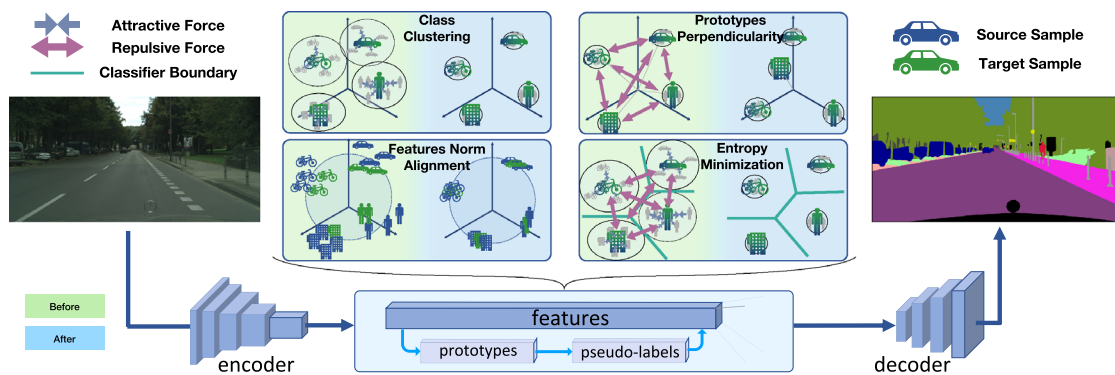 Attractive Force
Repulsive Force
Classifier Boundary
Class
Clustering
Prototypes
Perpendicularity
Source Sample
Target Sample
Features Norm
Alignment
Entropy
Minimization
Before
After
encoder
features
prototypes
pseudo-labels
decoder